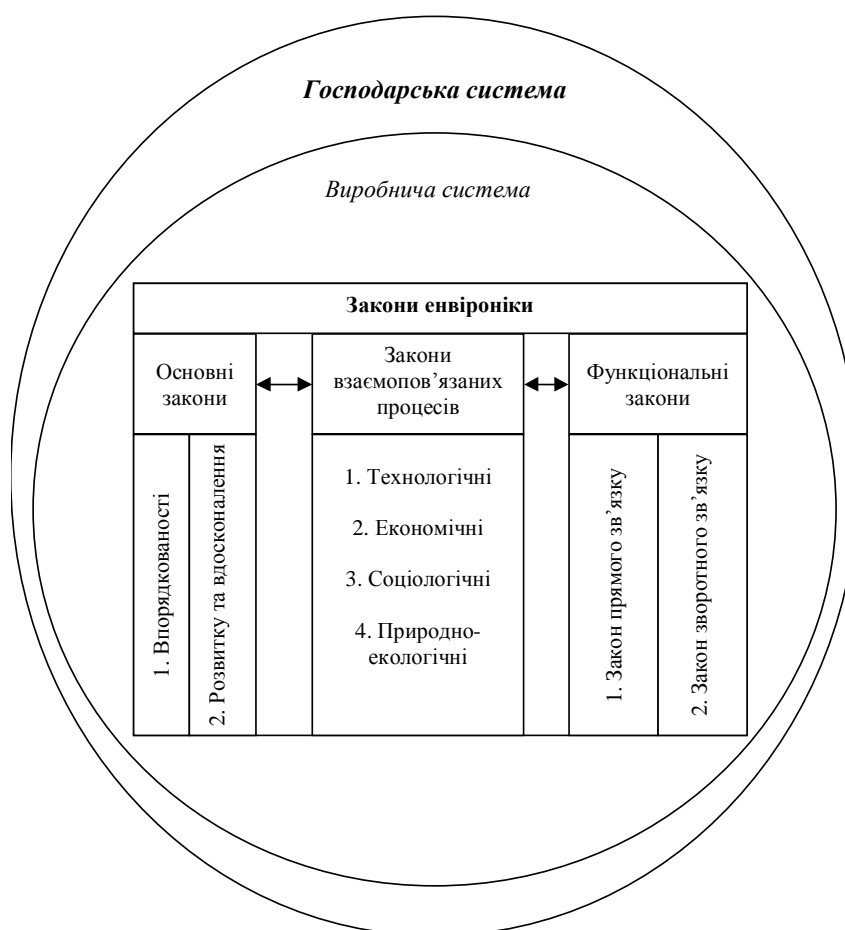 Господарська система
Виробнича система
Закони енвіроніки
Основні
закони
Закони
взаємопов’язаних
процесів
Функціональні
закони
1. Впорядкованості
2. Розвитку та вдосконалення
1. Технологічні
2. Економічні
3. Соціологічні
4. Природно-
екологічні
1. Закон прямого зв’язку
2. Закон зворотного зв’язку